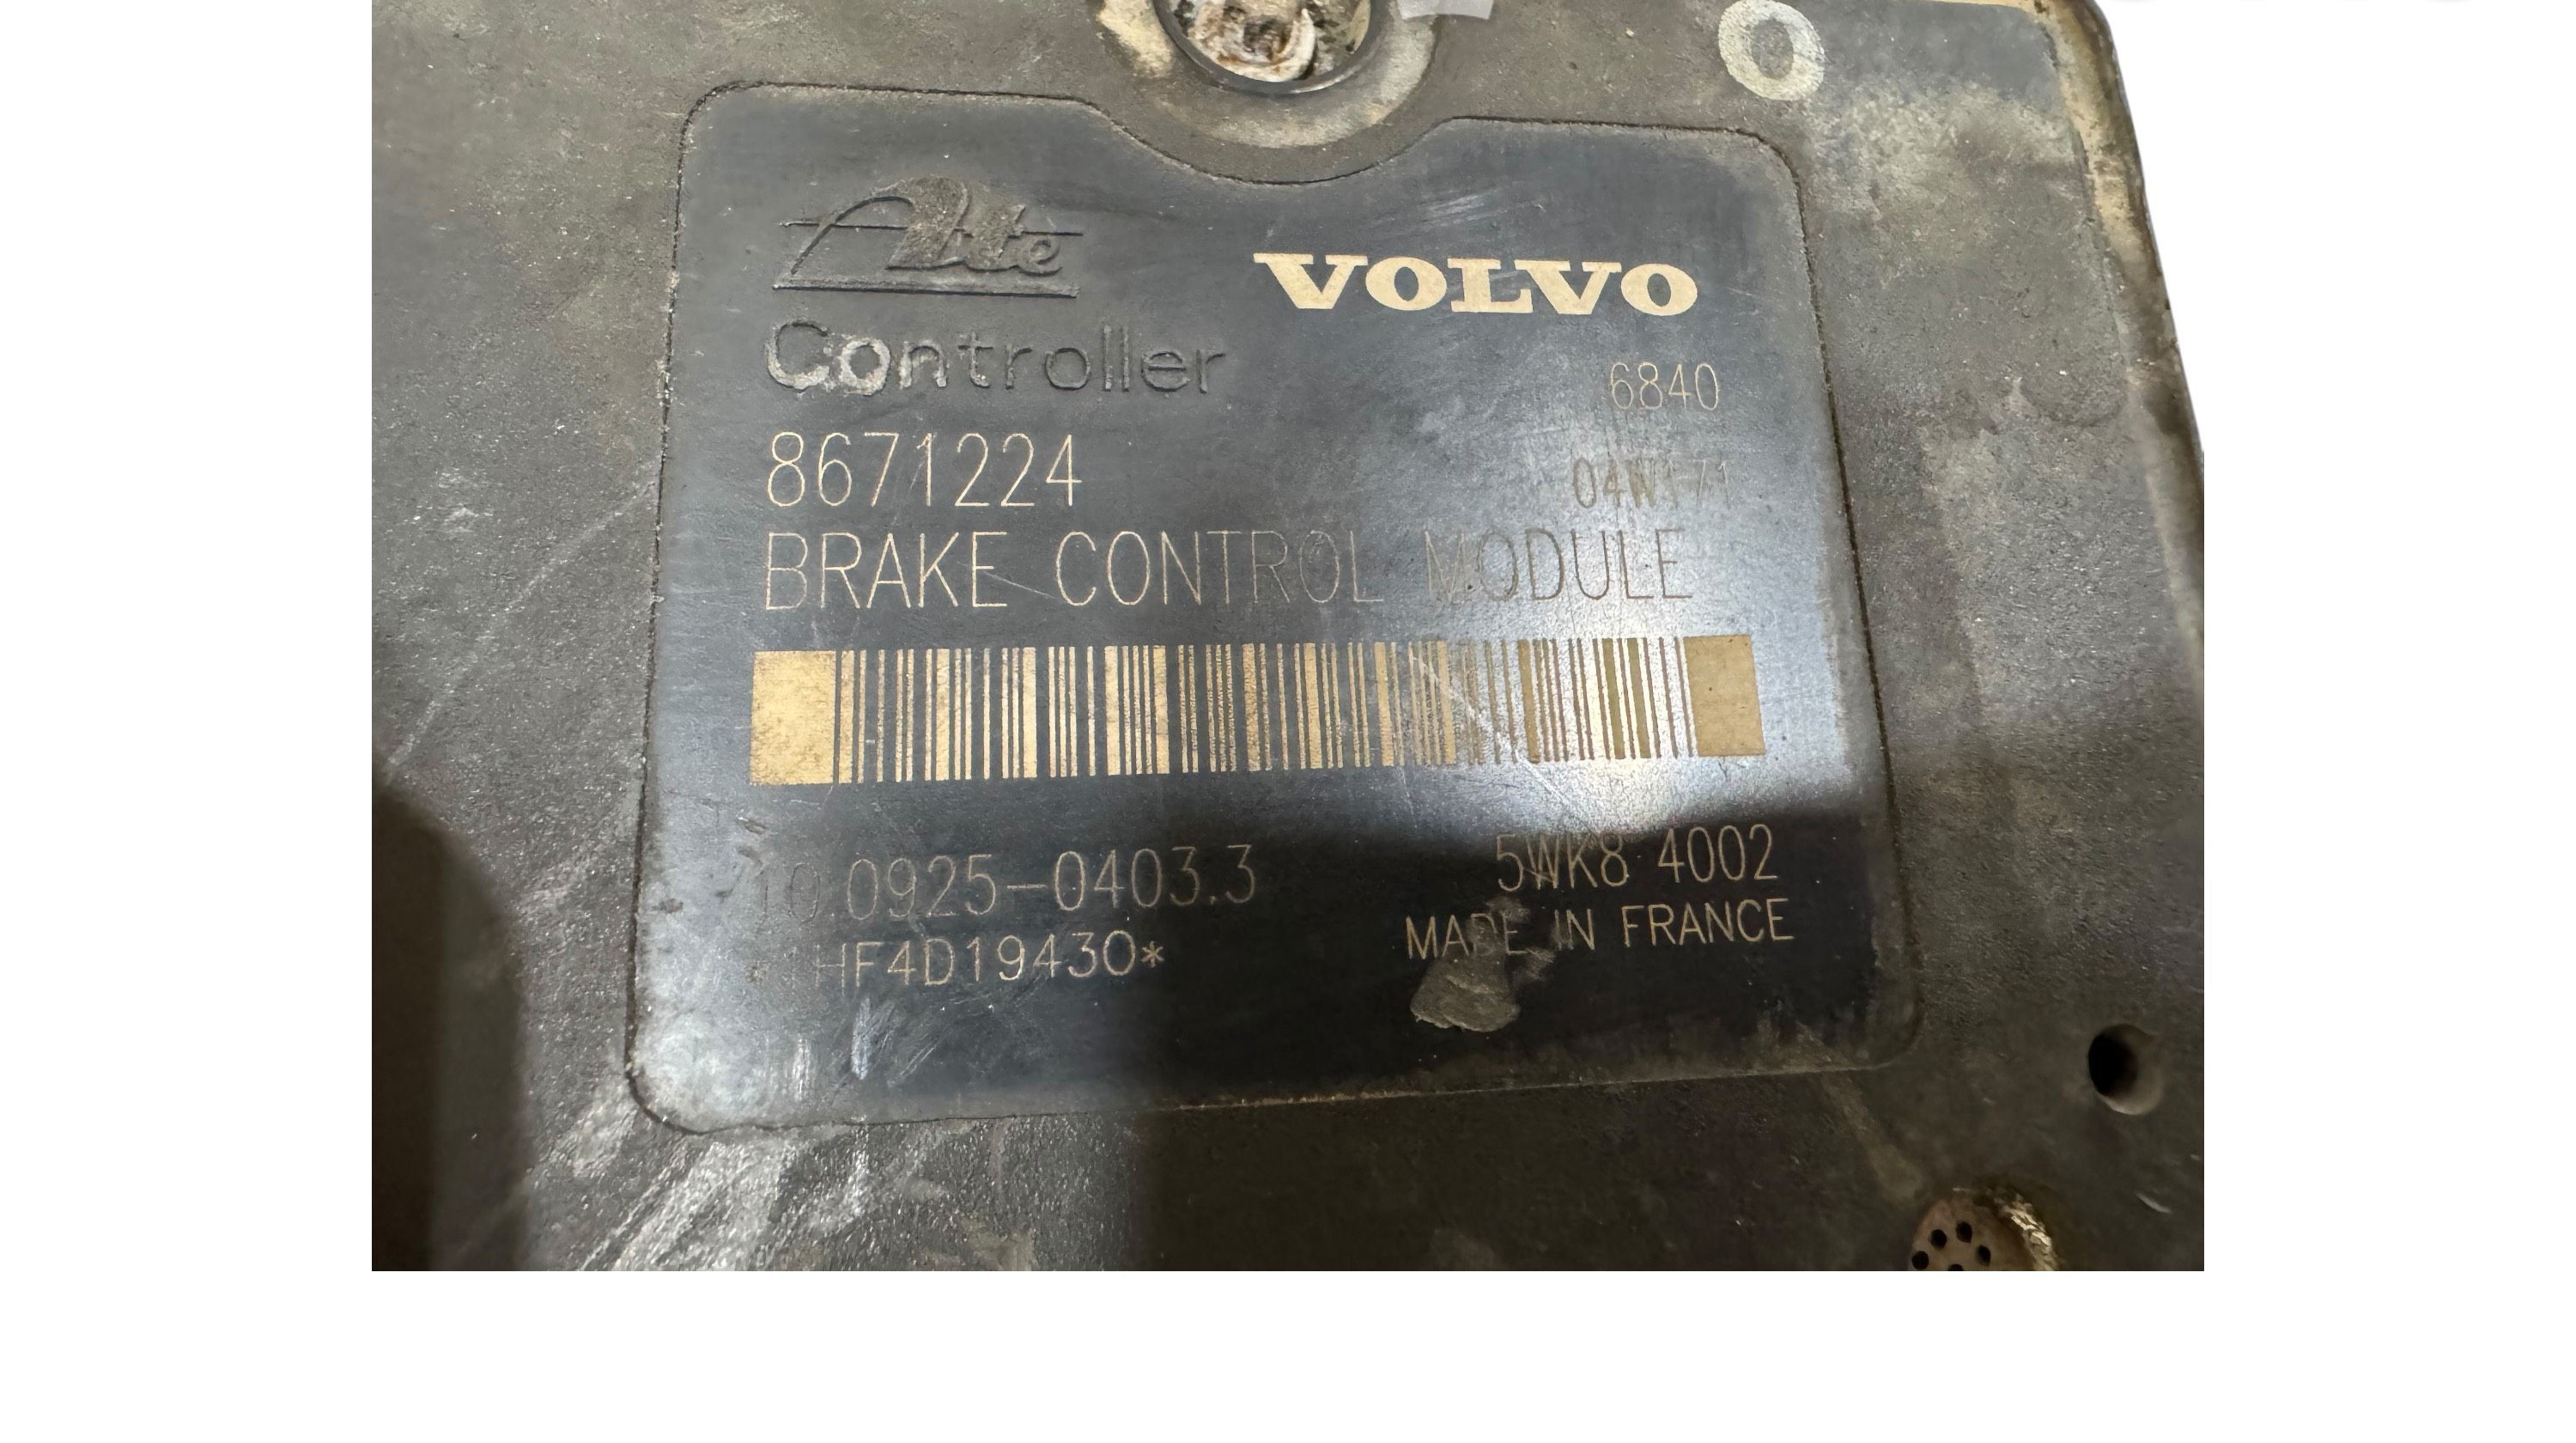 Ate
VOLVO
Controller
6840
8671224
04W171
BRAKE CONTROL MODULE
10.0925-0403.3
5WK8 4002
MADE IN FRANCE
* HF4D19430*